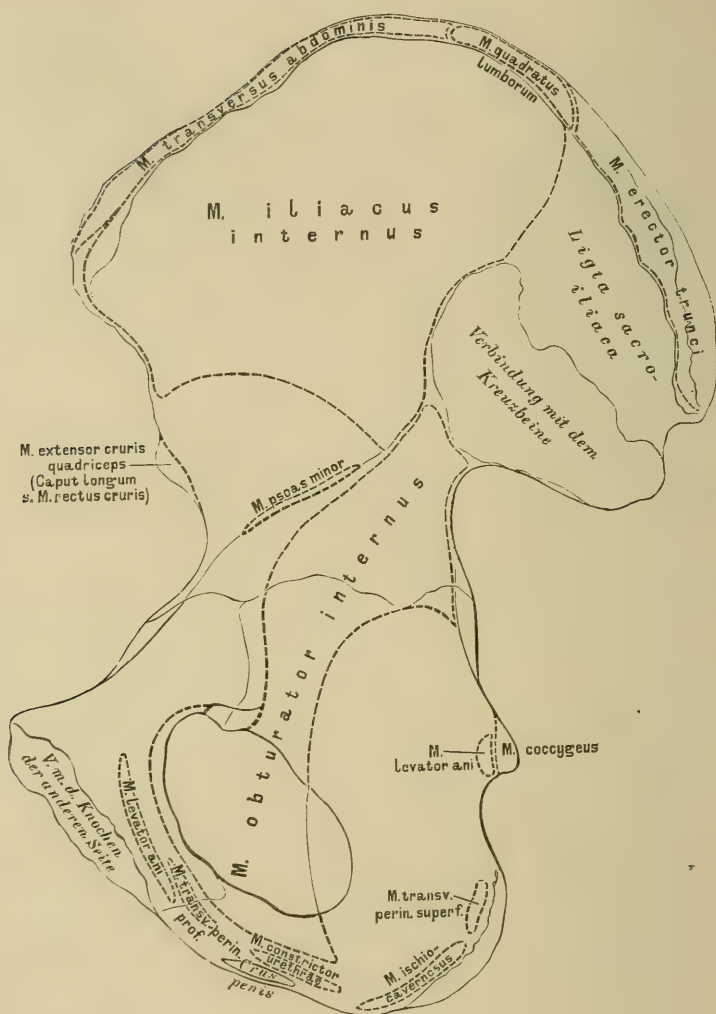 M. transversus abdominis
M. quadratus
lumborum
M. erector trunci
M. iliacus
internus
Ligta sacro-
iliaca
Verbindung mit dem
Kreuzbeine
M. extensor cruris
quadriceps
(Caput longum
s. M. rectus cruris)
M. psoas minor
M. obturator internus
M.
levator ani
M. coccygeus
V. m. d. Knochen
der anderen Seite
M. levator ani
M. transv. perin.
prof.
M. constrictor
urethrae
Crus
penis
M. transv.
perin. superf.
M. ischio-
cavernosus